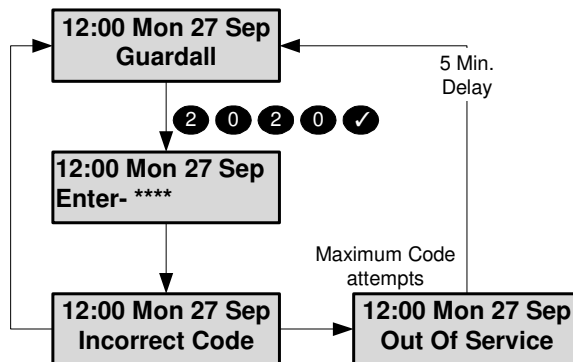 12:00 Mon 27 Sep
Guardall
5 Min.
Delay
2 0 2 0 ✓
12:00 Mon 27 Sep
Enter- ****
Maximum Code
attempts
12:00 Mon 27 Sep
Incorrect Code
12:00 Mon 27 Sep
Out Of Service